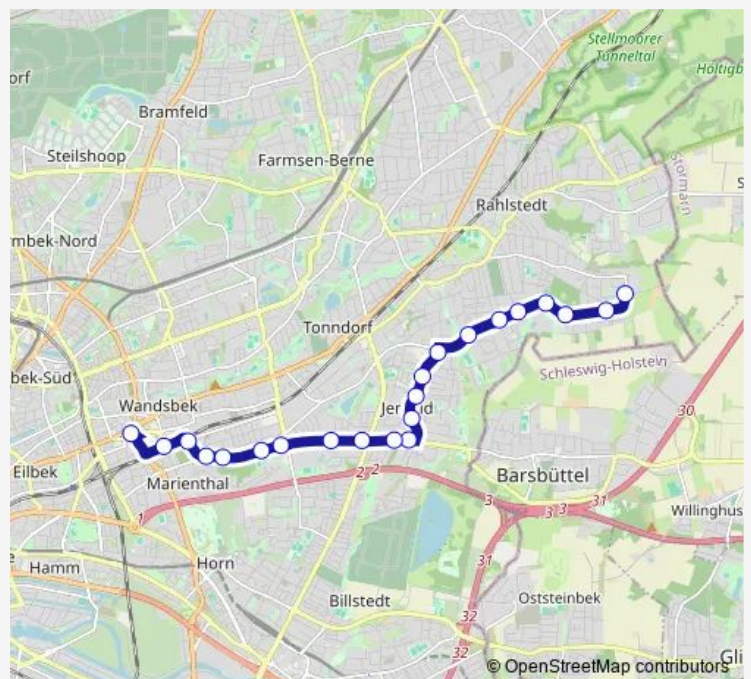 Stellmoorer
Tunneltal
Höltigb
orf
Bramfeld
Steilshoop
Farmsen-Berne
Stormarn
S
Rahlstedt
mbek-Nord
Tonndorf
Schleswig-Holstein
bek-Süd
Wandsbek
Jen
d
30
Eilbek
Marienthal
2
2
Barsbüttel
1
3
3
3
31
Willinghus
Hamm
Horn
31
Billstedt
Oststeinbek
32
32
Gli
© OpenStreetMap contributors